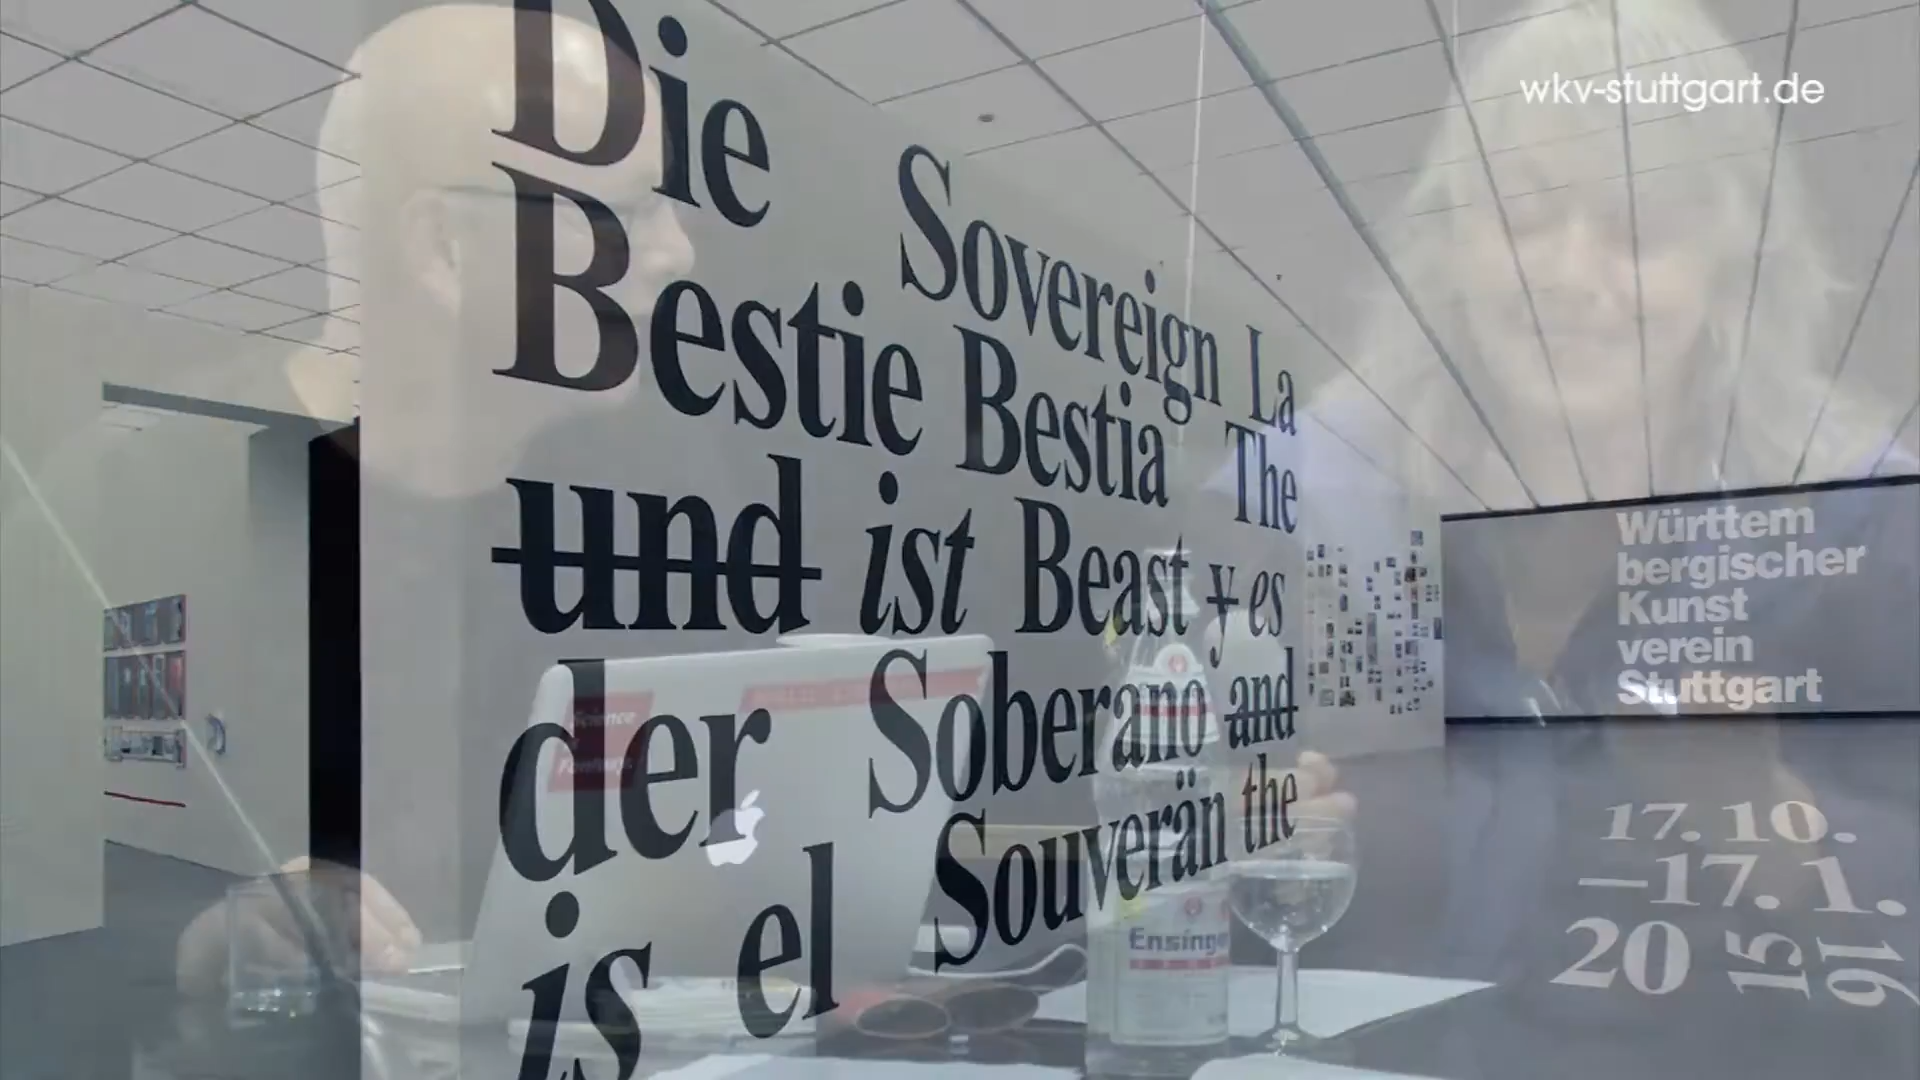 wkv-stuttgart.de
Die Sovereign La
Bestie Bestia The
und ist Beast y es
der Soberano and
is el Souverän the
Württem
bergischer
Kunst
verein
Stuttgart
17. 10.
–17. 1.
20 15 16
Science
Ensinger